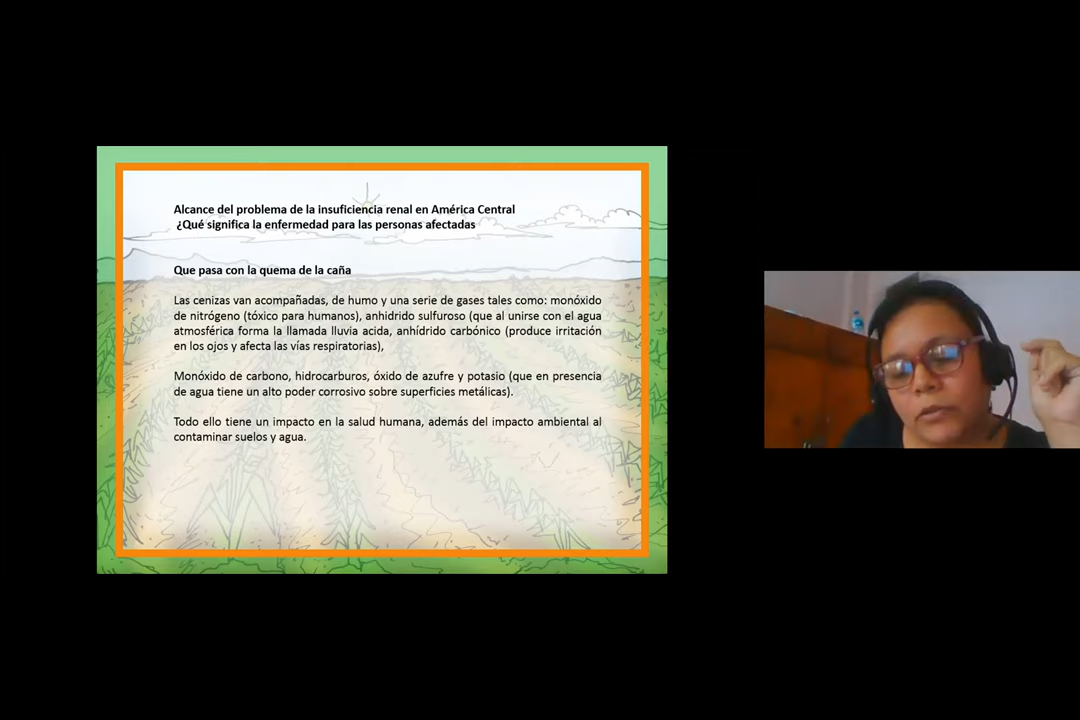 Alcance del problema de la insuficiencia renal en América Central
¿Qué significa la enfermedad para las personas afectadas
Que pasa con la quema de la caña
Las cenizas van acompañadas, de humo y una serie de gases tales como: monóxido
de nitrógeno (tóxico para humanos), anhidrido sulfuroso (que al unirse con el agua
atmosférica forma la llamada lluvia acida, anhídrido carbónico (produce irritación
en los ojos y afecta las vías respiratorias),
Monóxido de carbono, hidrocarburos, óxido de azufre y potasio (que en presencia
de agua tiene un alto poder corrosivo sobre superficies metálicas).
Todo ello tiene un impacto en la salud humana, además del impacto ambiental al
contaminar suelos y agua.